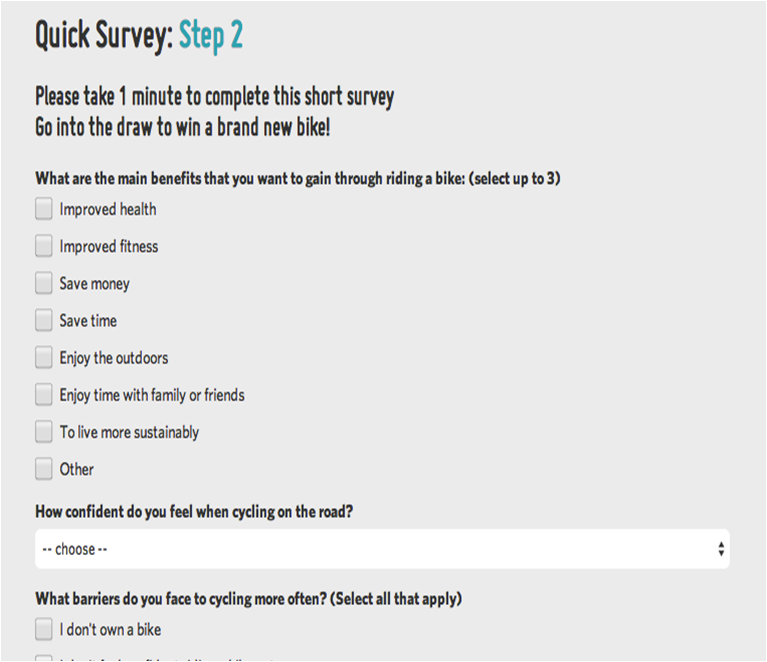 Quick Survey: Step 2
Please take 1 minute to complete this short survey
Go into the draw to win a brand new bike!
What are the main benefits that you want to gain through riding a bike: (select up to 3)
Improved health
Improved fitness
Save money
Save time
Enjoy the outdoors
Enjoy time with family or friends
To live more sustainably
Other
How confident do you feel when cycling on the road?
-- choose --
What barriers do you face to cycling more often? (Select all that apply)
I don't own a bike